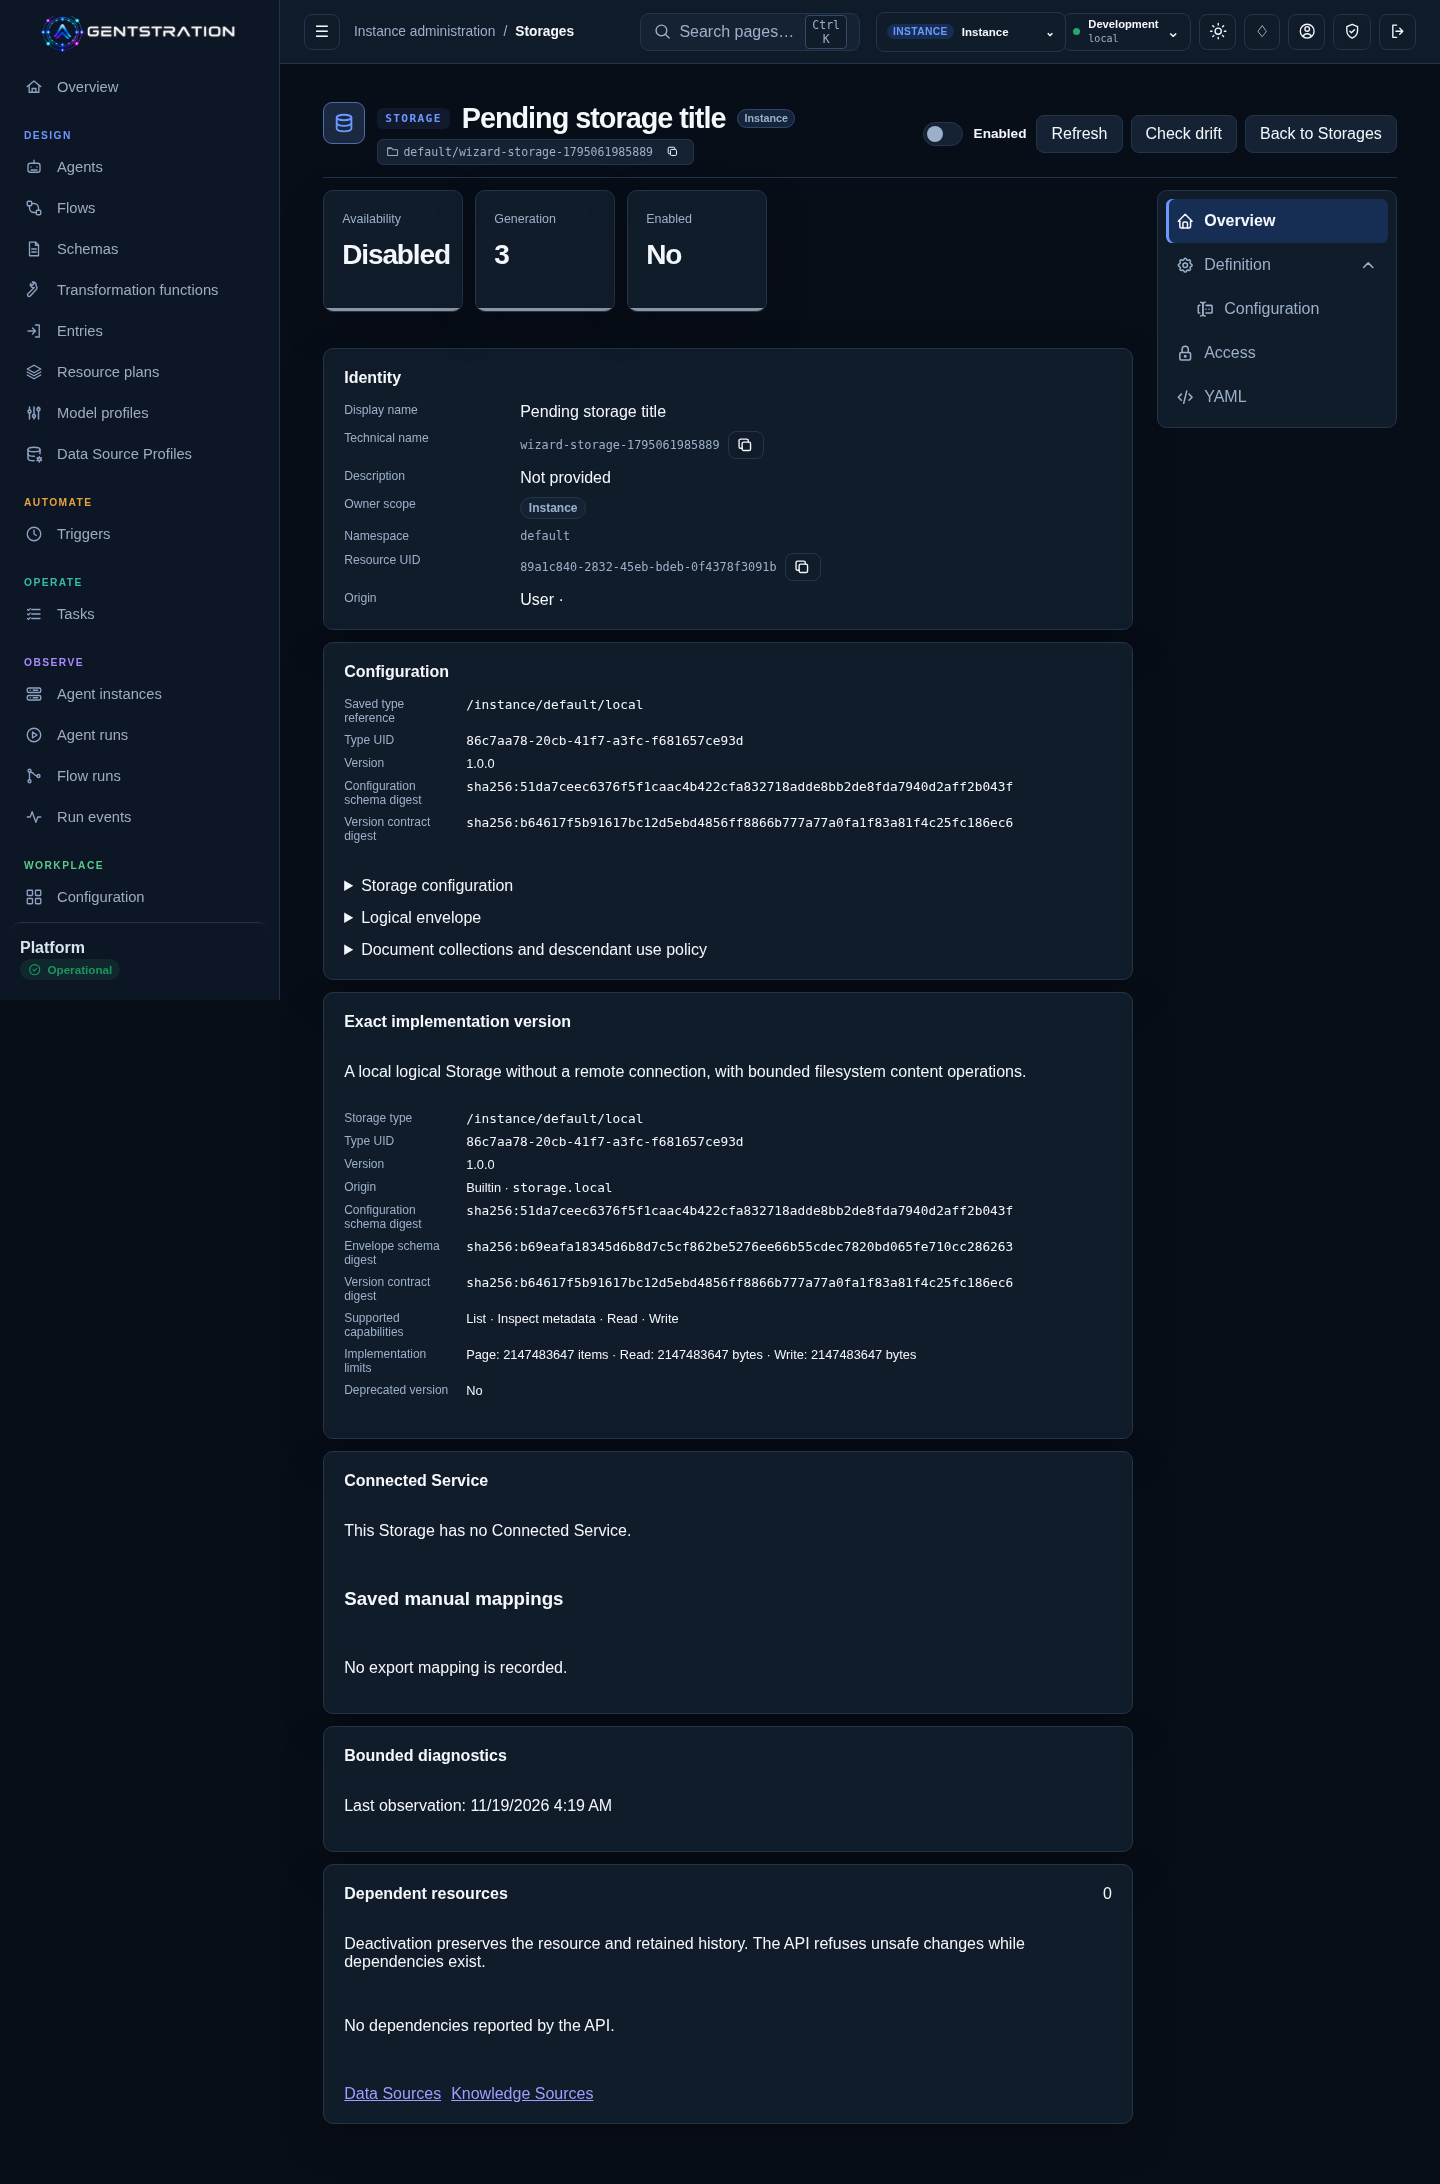 GENTSTRATION
☰
Instance administration / Storages
Search pages…
Ctrl
K
INSTANCE Instance
Development
local
Overview
DESIGN
Agents
Flows
Schemas
Transformation functions
Entries
Resource plans
Model profiles
Data Source Profiles
AUTOMATE
Triggers
OPERATE
Tasks
OBSERVE
Agent instances
Agent runs
Flow runs
Run events
WORKPLACE
Configuration
Platform
Operational
STORAGE Pending storage title Instance
default/wizard-storage-1795061985889
Enabled Refresh Check drift Back to Storages
Availability
Disabled
Generation
3
Enabled
No
Overview
Definition
Configuration
Access
YAML
Identity
Display name Pending storage title
Technical name wizard-storage-1795061985889
Description Not provided
Owner scope Instance
Namespace default
Resource UID 89a1c840-2832-45eb-bdeb-0f4378f3091b
Origin User ·
Configuration
Saved type
reference
/instance/default/local
Type UID 86c7aa78-20cb-41f7-a3fc-f681657ce93d
Version 1.0.0
Configuration
schema digest
sha256:51da7ceec6376f5f1caac4b422cfa832718adde8bb2de8fda7940d2aff2b043f
Version contract
digest
sha256:b64617f5b91617bc12d5ebd4856ff8866b777a77a0fa1f83a81f4c25fc186ec6
▶ Storage configuration
▶ Logical envelope
▶ Document collections and descendant use policy
Exact implementation version
A local logical Storage without a remote connection, with bounded filesystem content operations.
Storage type /instance/default/local
Type UID 86c7aa78-20cb-41f7-a3fc-f681657ce93d
Version 1.0.0
Origin Builtin · storage.local
Configuration
schema digest
sha256:51da7ceec6376f5f1caac4b422cfa832718adde8bb2de8fda7940d2aff2b043f
Envelope schema
digest
sha256:b69eafa18345d6b8d7c5cf862be5276ee66b55cdec7820bd065fe710cc286263
Version contract
digest
sha256:b64617f5b91617bc12d5ebd4856ff8866b777a77a0fa1f83a81f4c25fc186ec6
Supported
capabilities
List · Inspect metadata · Read · Write
Implementation
limits
Page: 2147483647 items · Read: 2147483647 bytes · Write: 2147483647 bytes
Deprecated version No
Connected Service
This Storage has no Connected Service.
Saved manual mappings
No export mapping is recorded.
Bounded diagnostics
Last observation: 11/19/2026 4:19 AM
Dependent resources 0
Deactivation preserves the resource and retained history. The API refuses unsafe changes while
dependencies exist.
No dependencies reported by the API.
Data Sources Knowledge Sources